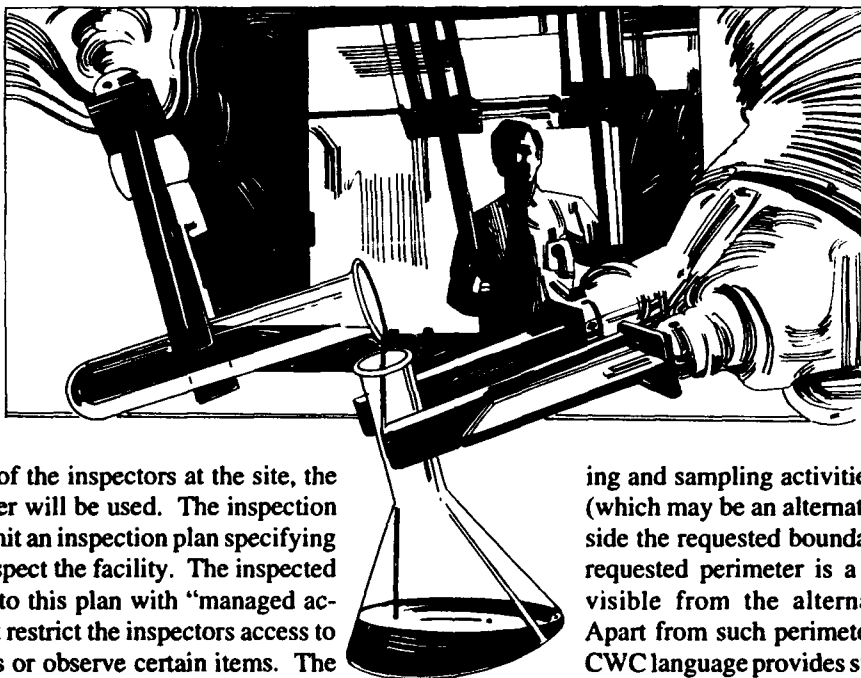 of the inspectors at the site, the
er will be used. The inspection
nit an inspection plan specifying
spect the facility. The inspected
to this plan with “managed ac-
t restrict the inspectors access to
s or observe certain items. The
ing and sampling activitie
(which may be an alternat
side the requested bounda
requested perimeter is a
visible from the alterna
Apart from such perimete
CWC language provides s